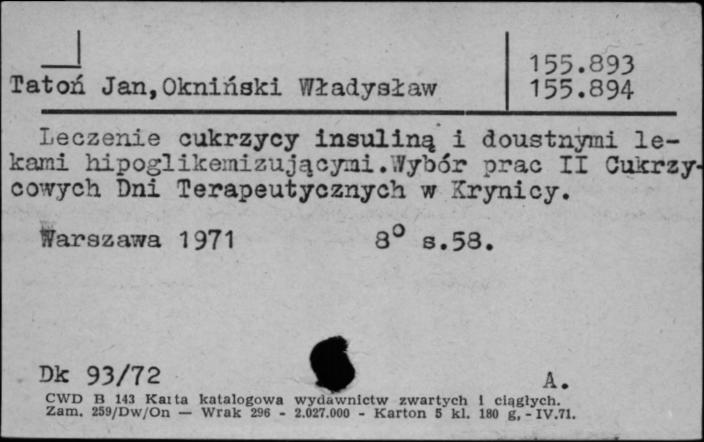 155.893
Tatoń Jan,Okniński Władysław 155.894
Leczenie cukrzycy insuliną i doustnymi le-
kami hipoglikemizującymi.Wybór prac II Cukrzy-
cowych Dni Terapeutycznych w Krynicy.
Warszawa 1971 8° s.58.
Dk 93/72 A.
CWD B 143 Karta katalogowa wydawnictw zwartych i ciągłych.
Zam. 259/Dw/On — Wrak 296 - 2.027.000 - Karton 5 kl. 180 g, - IV.71.